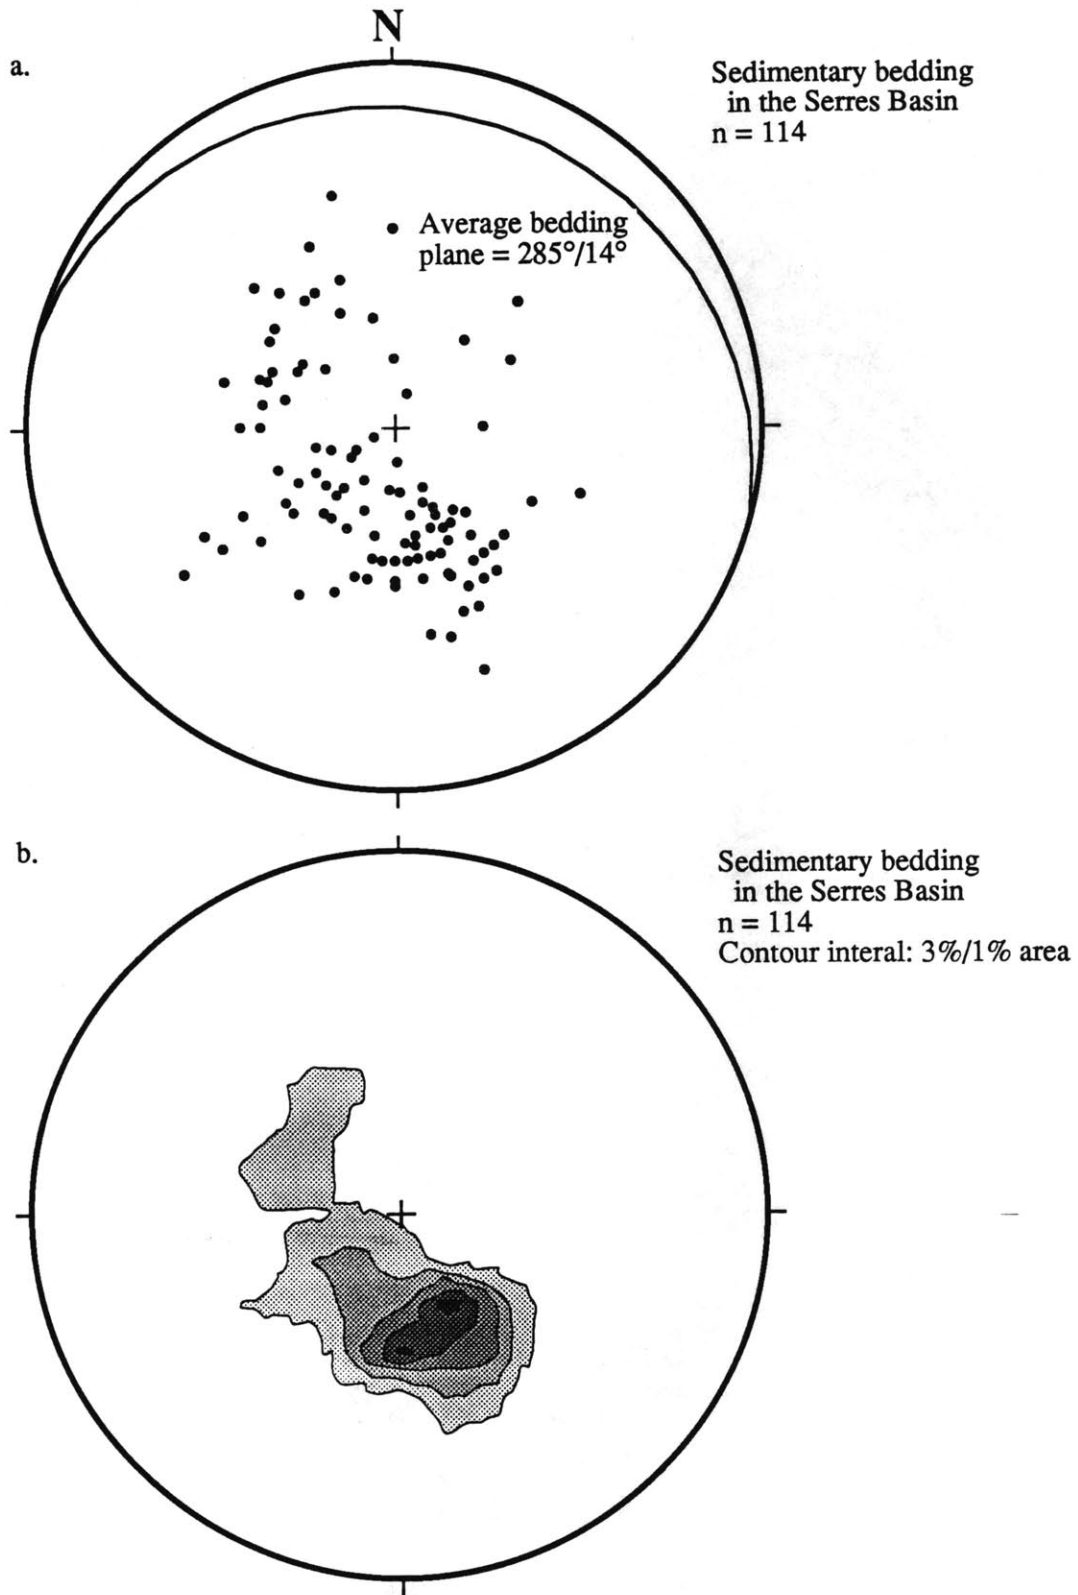 N
a.
Sedimentary bedding
in the Serres Basin
n = 114
Average bedding
plane = 285°/14°
b.
Sedimentary bedding
in the Serres Basin
n = 114
Contour interal: 3%/1% area